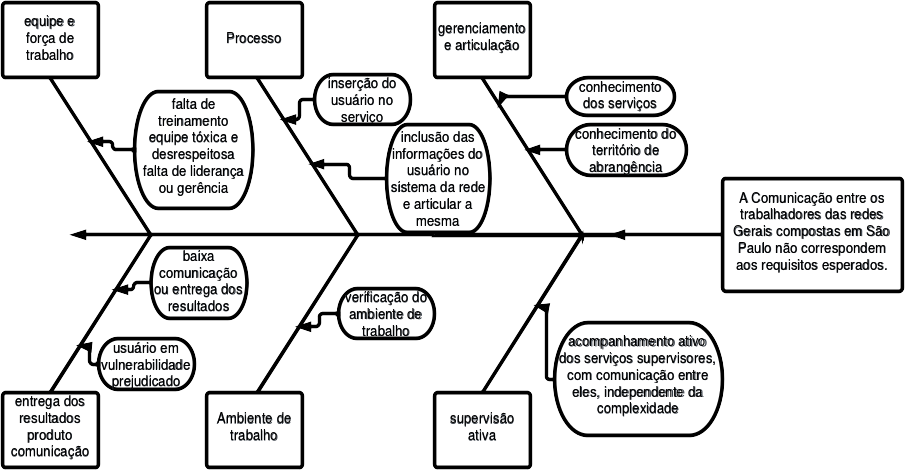 equipe e
força de
trabalho
Processo
gerenciamento
e articulação
falta de
treinamento
equipe tóxica e
desrespeitosa
falta de liderança
ou gerência
inserção do
usuário no
serviço
inclusão das
informações do
usuário no
sistema da rede
e articular a
mesma
conhecimento
dos serviços
conhecimento do
território de
abrangência
A Comunicação entre os
trabalhadores das redes
Gerais compostas em São
Paulo não correspondem
aos requisitos esperados.
baixa
comunicação
ou entrega dos
resultados
usuário em
vulnerabilidade
prejudicado
verificação do
ambiente de
trabalho
acompanhamento ativo
dos serviços supervisores,
com comunicação entre
eles, independente da
complexidade
entrega dos
resultados
produto
comunicação
Ambiente de
trabalho
supervisão
ativa